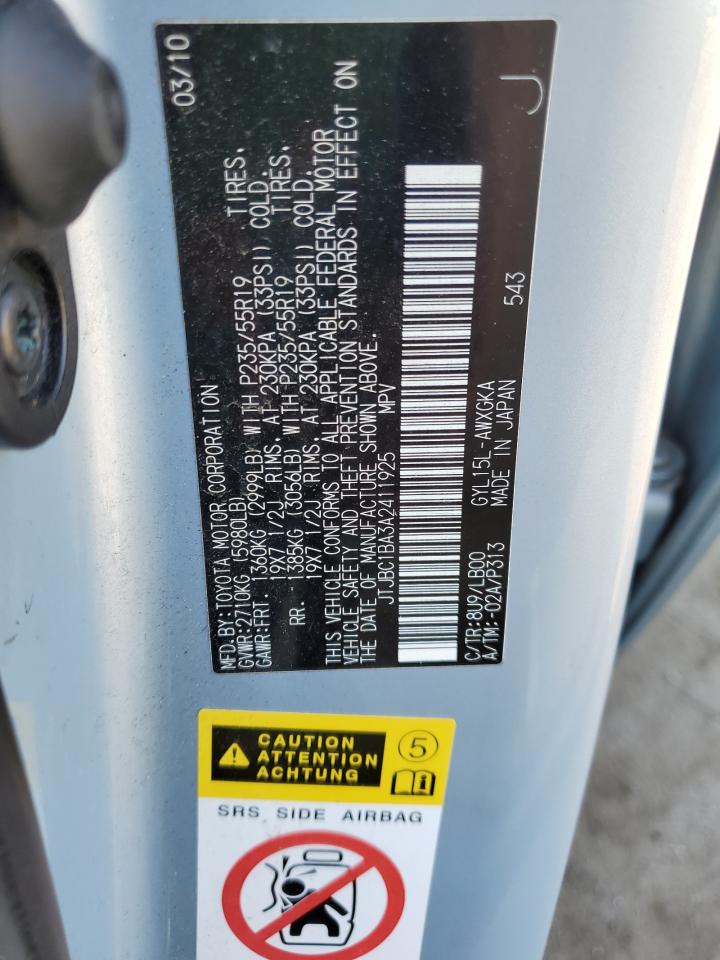 03/10
MFD.BY:TOYOTA MOTOR CORPORATION
GVWR:2710KG (5980LB)
GAWR:FRT 1360KG (2999LB) WITH P235/55R19 TIRES,
19X7 1/2J RIMS, AT 230KPA (33PSI) COLD.
RR. 1385KG (3056LB) WITH P235/55R19 TIRES,
19X7 1/2J RIMS, AT 230KPA (33PSI) COLD.
THIS VEHICLE CONFORMS TO ALL APPLICABLE FEDERAL MOTOR
VEHICLE SAFETY AND THEFT PREVENTION STANDARDS IN EFFECT ON
THE DATE OF MANUFACTURE SHOWN ABOVE.
JTJBC1BA3A2411925 MPV
C/TR:8U9/LB00 GYL15L-AWXGKA 543
A/TM:-02A/P313 MADE IN JAPAN
J
CAUTION
ATTENTION
ACHTUNG
5
SRS SIDE AIRBAG